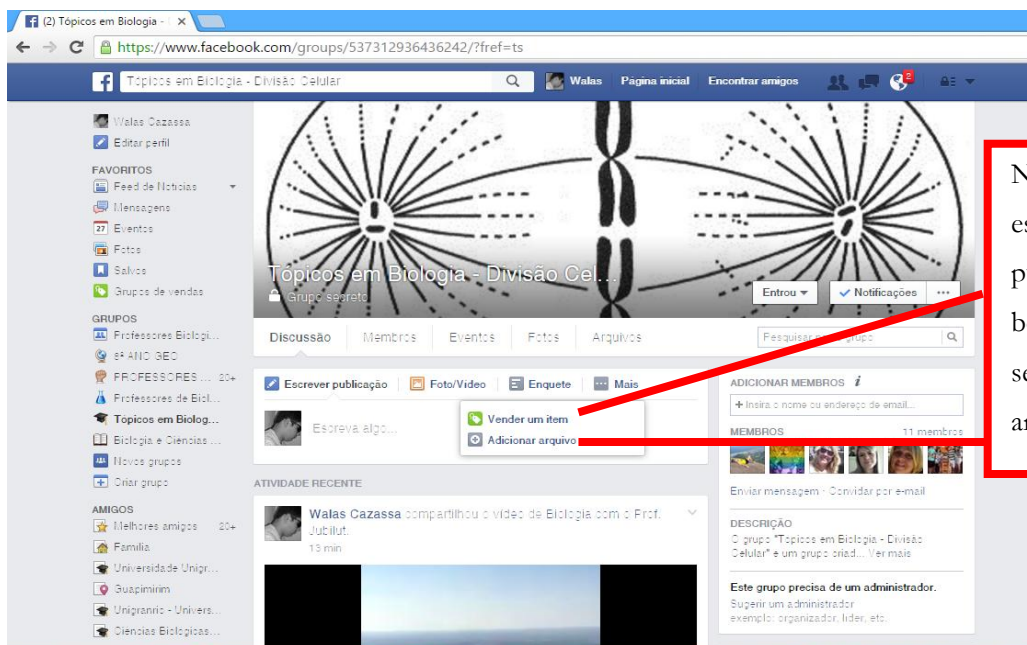 (2) Tópicos em Biologia -
https://www.facebook.com/groups/537312936436242/?fref=ts
Tópicos em Biologia - Divisão Celular
Walas Página inicial Encontrar amigos 2
Walas Cazassa
Editar perfil
FAVORITOS
Feed de Notícias
Mensagens
27 Eventos
Fotos
Salvos
Grupos de vendas
GRUPOS
Professores Biologi...
8º ANO GEO
PROFESSORES ... 20+
Professores de Biol...
Tópicos em Biolog...
Biologia e Ciências ...
Novos grupos
Criar grupo
AMIGOS
Melhores amigos 20+
Família
Universidade Unigr...
Guapimirim
Unigranrio - Univers...
Ciências Biológicas...
Tópicos em Biologia - Divisão Cel...
Grupo secreto
Entrou Notificações ...
Discussão Membros Eventos Fotos Arquivos
Pesquisar grupo
Escrever publicação Foto/Vídeo Enquete Mais
Escreva algo...
Vender um item
Adicionar arquivo
ATIVIDADE RECENTE
Walas Cazassa compartilhou o vídeo de Biologia com o Prof.
Jubilut.
13 min
ADICIONAR MEMBROS i
+ Insira o nome ou endereço de email...
MEMBROS 11 membros
Enviar mensagem · Convidar por e-mail
DESCRIÇÃO
O grupo "Tópicos em Biologia - Divisão
Celular" é um grupo criad... Ver mais
Este grupo precisa de um administrador.
Sugerir um administrador
exemplo: organizador, líder, etc.
N
es
p
b
se